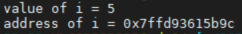 value of i = 5
address of i = 0x7ffd93615b9c